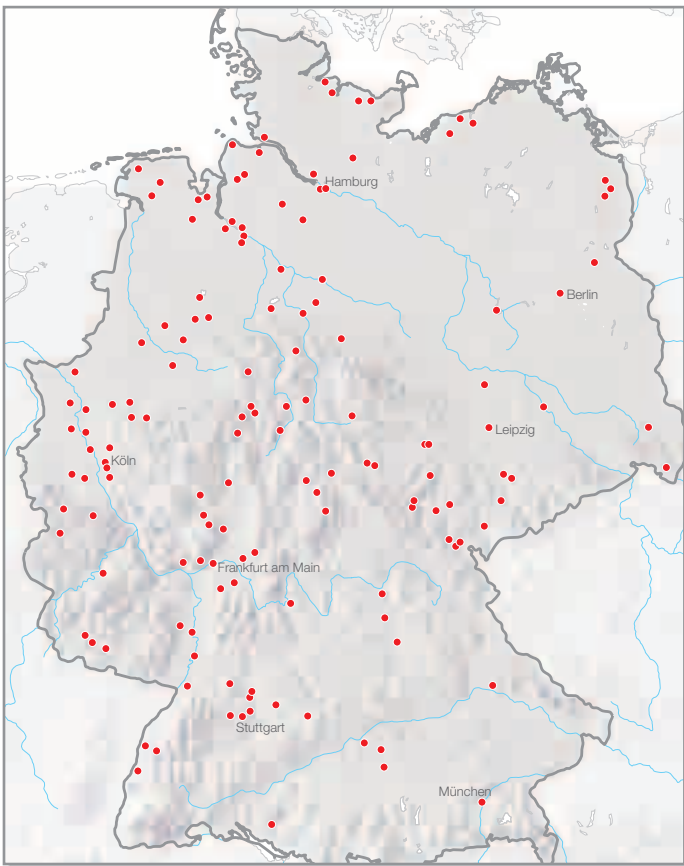 Hamburg
Berlin
Leipzig
Köln
Frankfurt am Main
Stuttgart
München